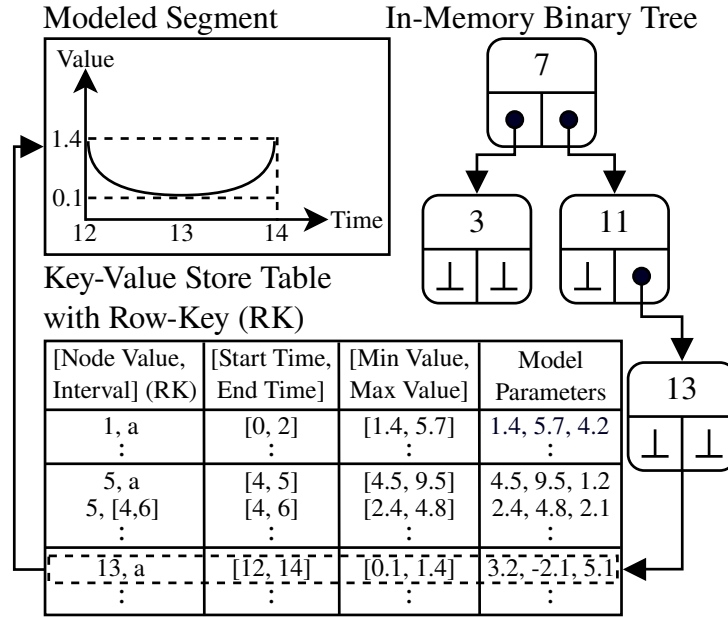 Modeled Segment
In-Memory Binary Tree
Value
1.4
0.1
Time
12 13 14
7
3
11
⊥ ⊥
⊥
13
⊥ ⊥
Key-Value Store Table
with Row-Key (RK)
[Node Value, Interval] (RK) [Start Time, End Time] [Min Value, Max Value] Model Parameters
1, a [0, 2] [1.4, 5.7] 1.4, 5.7, 4.2
⋮ ⋮ ⋮ ⋮
5, a [4, 5] [4.5, 9.5] 4.5, 9.5, 1.2
5, [4,6] [4, 6] [2.4, 4.8] 2.4, 4.8, 2.1
⋮ ⋮ ⋮ ⋮
13, a [12, 14] [0.1, 1.4] 3.2, -2.1, 5.1
⋮ ⋮ ⋮ ⋮